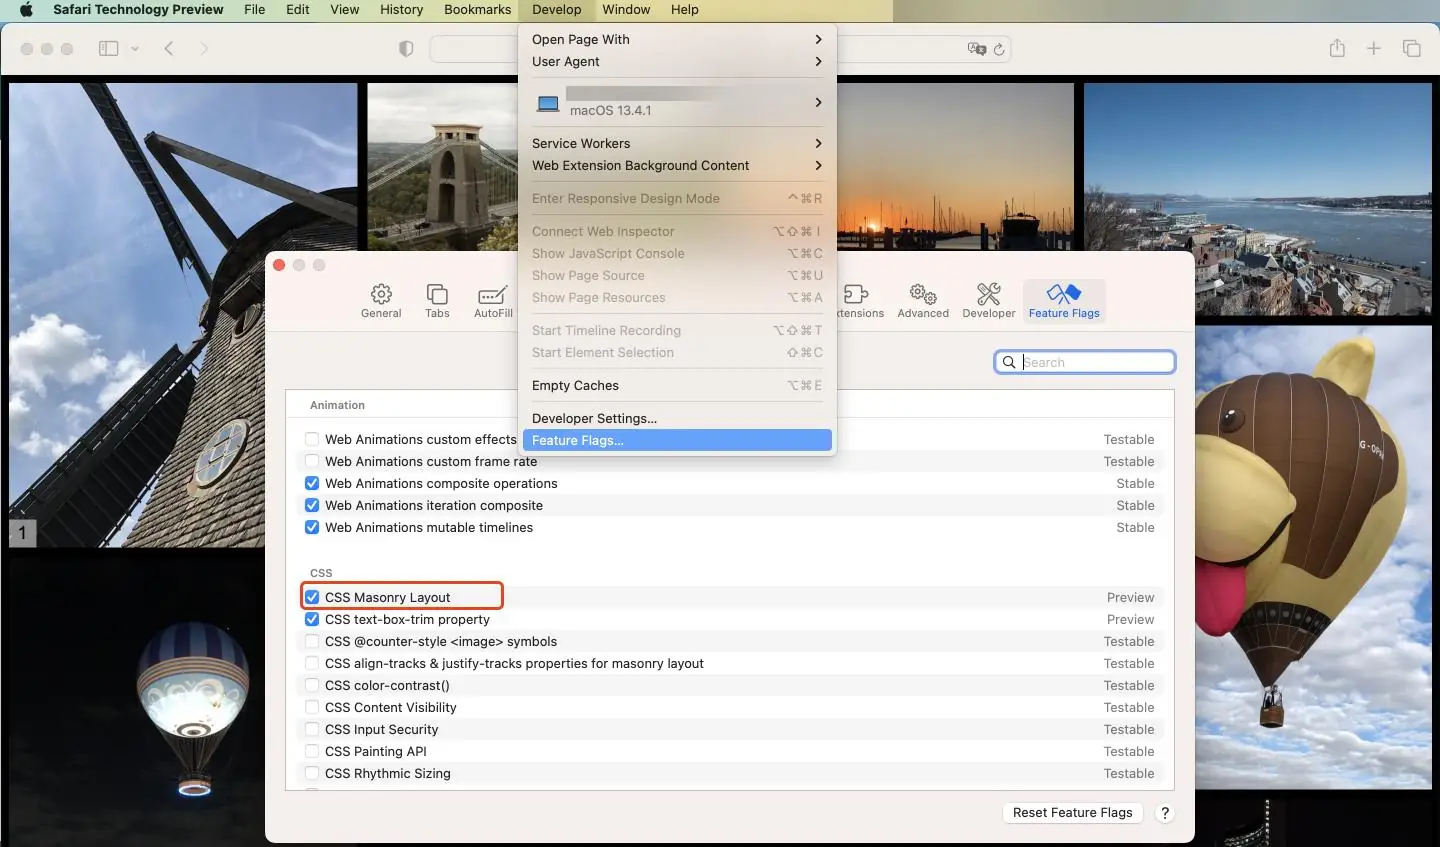 Safari Technology Preview File Edit View History Bookmarks Develop Window Help
Open Page With
User Agent
macOS 13.4.1
Service Workers
Web Extension Background Content
Enter Responsive Design Mode ⌃⌘R
Connect Web Inspector ⌥⇧⌘I
Show JavaScript Console ⌥⌘C
Show Page Source ⌥⌘U
Show Page Resources ⌥⌘A
Start Timeline Recording ⌥⇧⌘T
Start Element Selection ⇧⌘C
Empty Caches ⌥⌘E
Developer Settings...
Feature Flags...
General Tabs AutoFill tensions Advanced Developer Feature Flags
Search
Animation
Web Animations custom effects Testable
Web Animations custom frame rate Testable
Web Animations composite operations Stable
Web Animations iteration composite Stable
Web Animations mutable timelines Stable
CSS
CSS Masonry Layout Preview
CSS text-box-trim property Preview
CSS @counter-style <image> symbols Testable
CSS align-tracks & justify-tracks properties for masonry layout Testable
CSS color-contrast() Testable
CSS Content Visibility Testable
CSS Input Security Testable
CSS Painting API Testable
CSS Rhythmic Sizing Testable
Reset Feature Flags ?
1